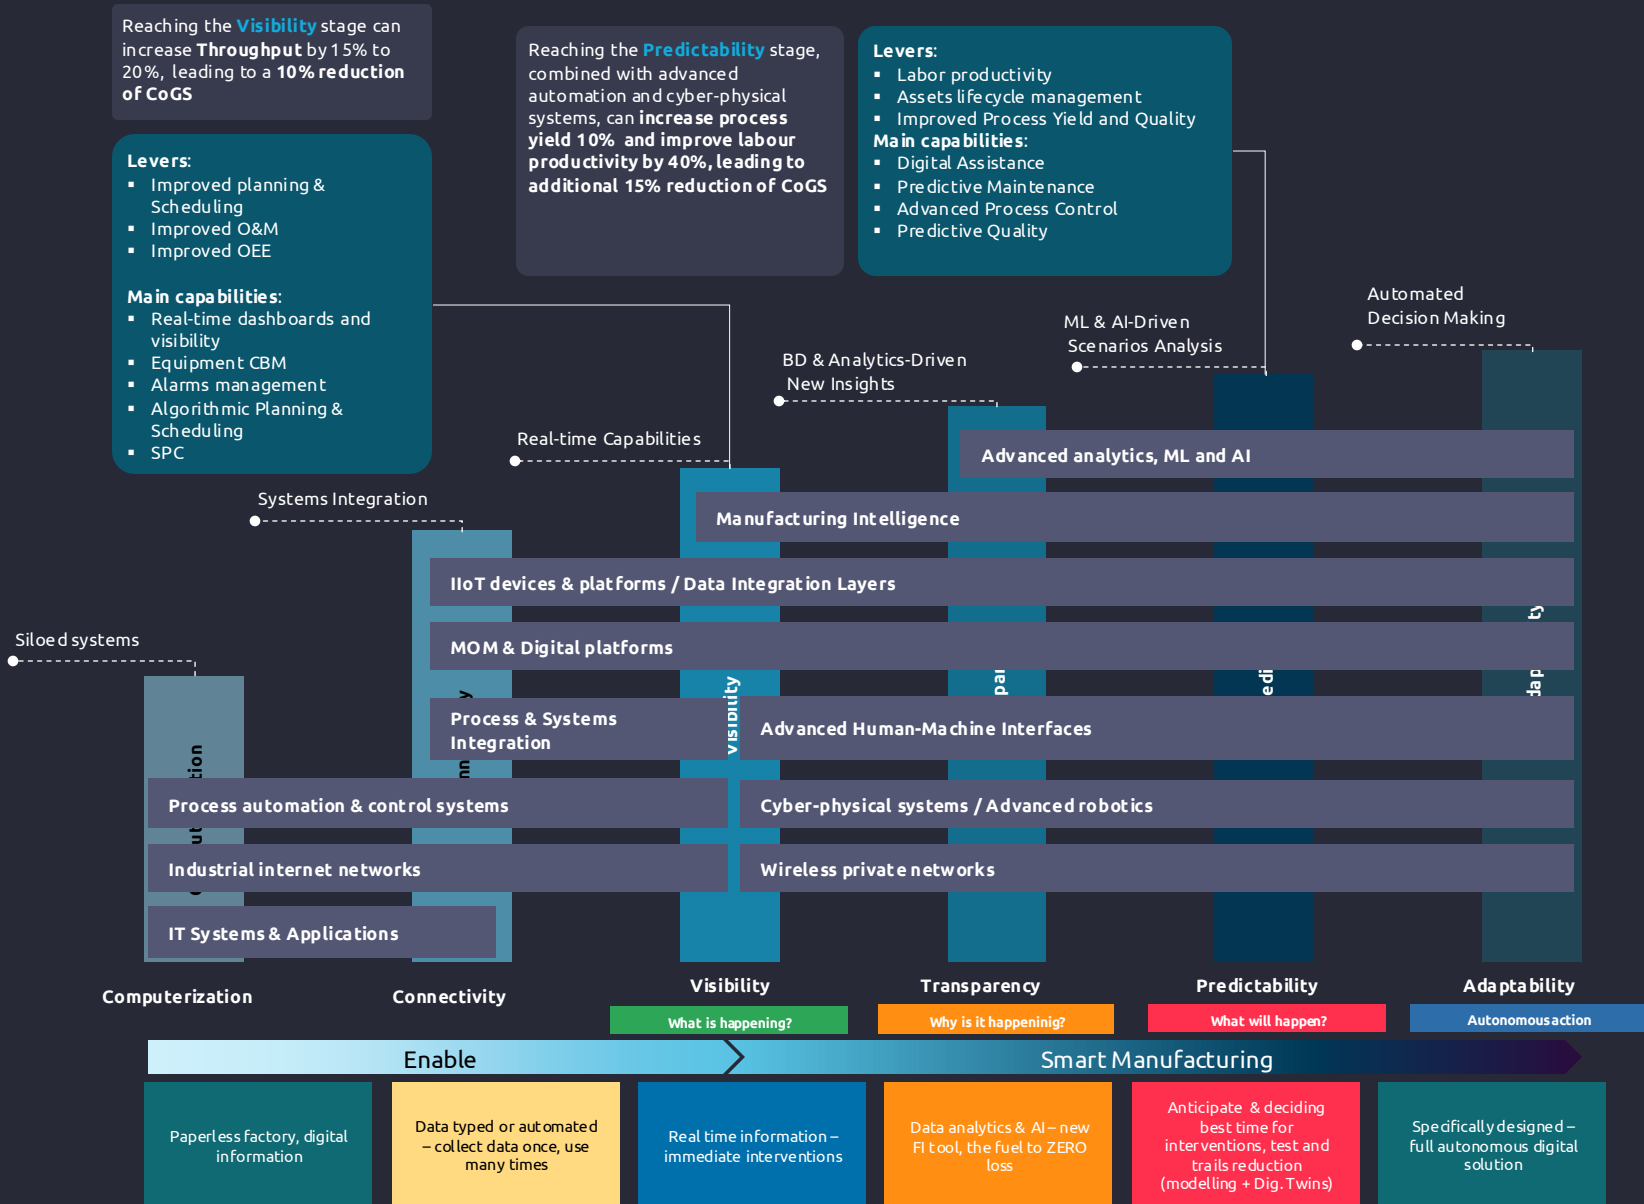 Reaching the Visibility stage can
increase Throughput by 15% to
20%, leading to a 10% reduction
of CoGS
Levers:
▪ Improved planning &
Scheduling
▪ Improved O&M
▪ Improved OEE
Main capabilities:
▪ Real-time dashboards and
visibility
▪ Equipment CBM
▪ Alarms management
▪ Algorithmic Planning &
Scheduling
▪ SPC
Reaching the Predictability stage,
combined with advanced
automation and cyber-physical
systems, can increase process
yield 10% and improve labour
productivity by 40%, leading to
additional 15% reduction of CoGS
Levers:
▪ Labor productivity
▪ Assets lifecycle management
▪ Improved Process Yield and Quality
Main capabilities:
▪ Digital Assistance
▪ Predictive Maintenance
▪ Advanced Process Control
▪ Predictive Quality
Siloed systems
Systems Integration
Real-time Capabilities
BD & Analytics-Driven
New Insights
ML & AI-Driven
Scenarios Analysis
Automated
Decision Making
Advanced analytics, ML and AI
Manufacturing Intelligence
IIoT devices & platforms / Data Integration Layers
MOM & Digital platforms
Process & Systems
Integration
Advanced Human-Machine Interfaces
Process automation & control systems
Cyber-physical systems / Advanced robotics
Industrial internet networks
Wireless private networks
IT Systems & Applications
Visibility
Computerization
Connectivity
Visibility
Transparency
Predictability
Adaptability
What is happening?
Why is it happeninig?
What will happen?
Autonomous action
Enable
Smart Manufacturing
Paperless factory, digital
information
Data typed or automated
– collect data once, use
many times
Real time information –
immediate interventions
Data analytics & AI – new
FI tool, the fuel to ZERO
loss
Anticipate & deciding
best time for
interventions, test and
trails reduction
(modelling + Dig. Twins)
Specifically designed –
full autonomous digital
solution